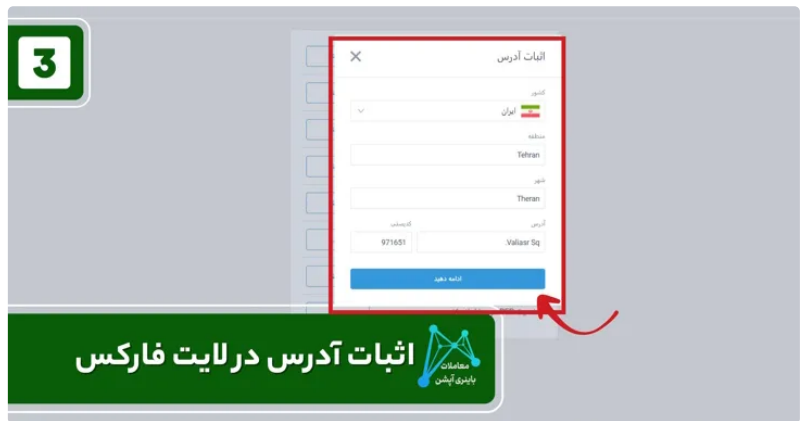 3
اثبات آدرس
کشور
ایران
منطقه
Tehran
شهر
Theran
آدرس کدپستی
Valiasr Sq. 971651
ادامه دهید
اثبات آدرس در لایت فارکس
معاملات
باینری آپشن